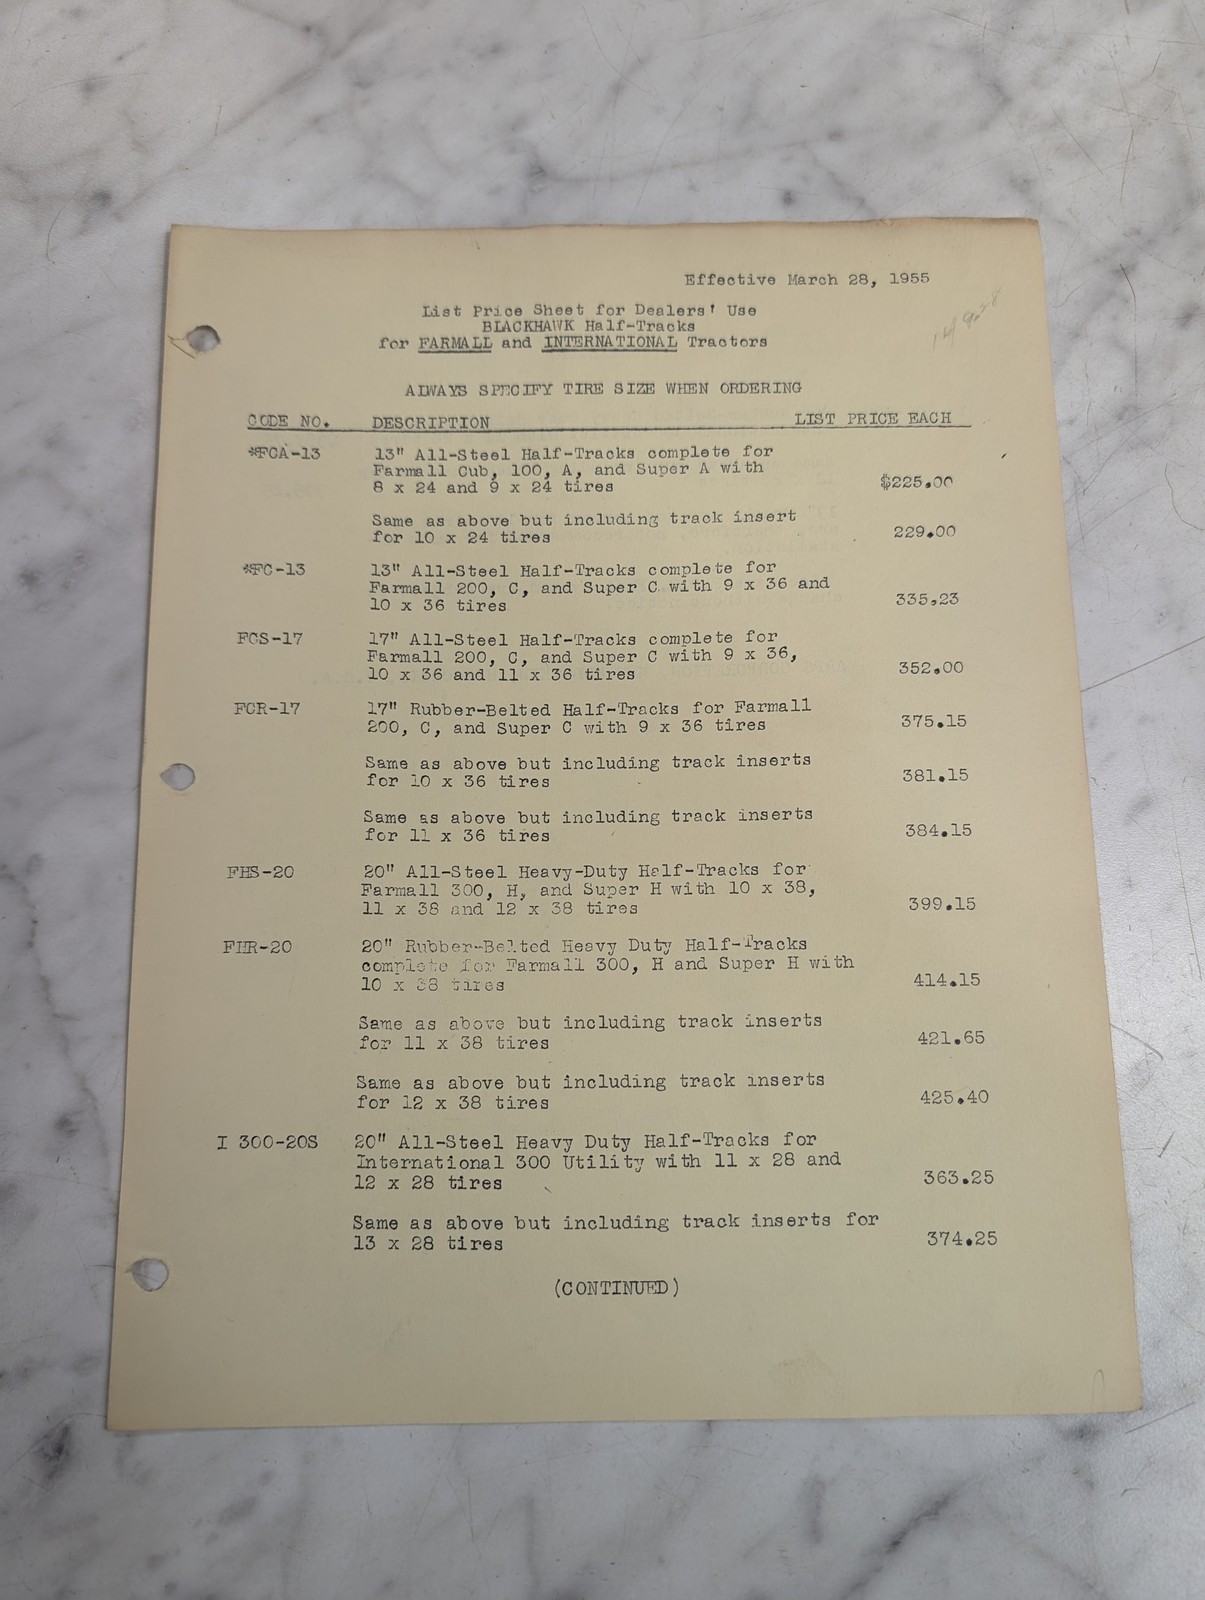 Effective March 28, 1955
List Price Sheet for Dealers' Use
BLACKHAWK Half-Tracks
for FARMALL and INTERNATIONAL Tractors
ALWAYS SPECIFY TIRE SIZE WHEN ORDERING
CODE NO. DESCRIPTION LIST PRICE EACH
*FCA-13 13" All-Steel Half-Tracks complete for
Farmall Cub, 100, A, and Super A with
8 x 24 and 9 x 24 tires $225.00
Same as above but including track insert
for 10 x 24 tires 229.00
*FC-13 13" All-Steel Half-Tracks complete for
Farmall 200, C, and Super C with 9 x 36 and
10 x 36 tires 335,23
FCS-17 17" All-Steel Half-Tracks complete for
Farmall 200, C, and Super C with 9 x 36,
10 x 36 and 11 x 36 tires 352.00
FCR-17 17" Rubber-Belted Half-Tracks for Farmall
200, C, and Super C with 9 x 36 tires 375.15
Same as above but including track inserts
for 10 x 36 tires 381.15
Same as above but including track inserts
for 11 x 36 tires 384.15
FHS-20 20" All-Steel Heavy-Duty Half-Tracks for
Farmall 300, H, and Super H with 10 x 38,
11 x 38 and 12 x 38 tires 399.15
FHR-20 20" Rubber-Belted Heavy Duty Half-Tracks
complete for Farmall 300, H and Super H with
10 x 38 tires 414.15
Same as above but including track inserts
for 11 x 38 tires 421.65
Same as above but including track inserts
for 12 x 38 tires 425.40
I 300-20S 20" All-Steel Heavy Duty Half-Tracks for
International 300 Utility with 11 x 28 and
12 x 28 tires 363.25
Same as above but including track inserts for
13 x 28 tires 374.25
(CONTINUED)